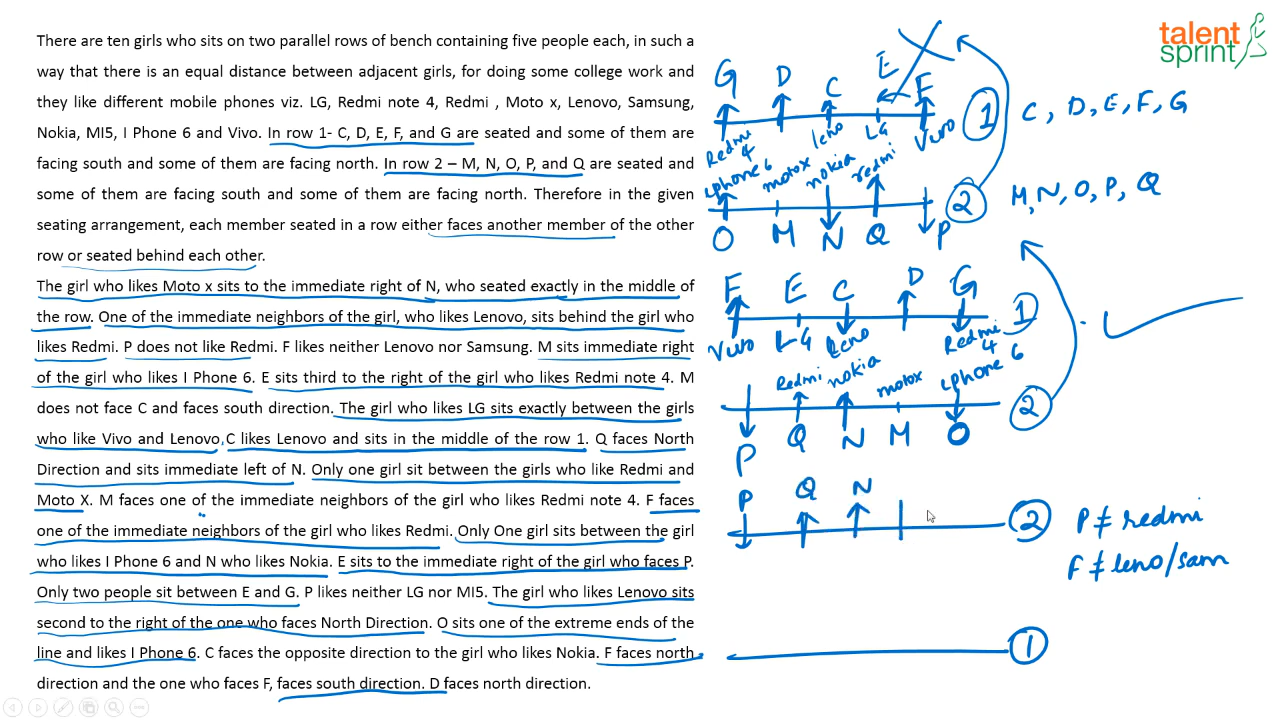 There are ten girls who sits on two parallel rows of bench containing five people each, in such a
way that there is an equal distance between adjacent girls, for doing some college work and
they like different mobile phones viz. LG, Redmi note 4, Redmi , Moto x, Lenovo, Samsung,
Nokia, MI5, I Phone 6 and Vivo. In row 1- C, D, E, F, and G are seated and some of them are
facing south and some of them are facing north. In row 2 – M, N, O, P, and Q are seated and
some of them are facing south and some of them are facing north. Therefore in the given
seating arrangement, each member seated in a row either faces another member of the other
row or seated behind each other.
The girl who likes Moto x sits to the immediate right of N, who seated exactly in the middle of
the row. One of the immediate neighbors of the girl, who likes Lenovo, sits behind the girl who
likes Redmi. P does not like Redmi. F likes neither Lenovo nor Samsung. M sits immediate right
of the girl who likes I Phone 6. E sits third to the right of the girl who likes Redmi note 4. M
does not face C and faces south direction. The girl who likes LG sits exactly between the girls
who like Vivo and Lenovo, C likes Lenovo and sits in the middle of the row 1. Q faces North
Direction and sits immediate left of N. Only one girl sit between the girls who like Redmi and
Moto X. M faces one of the immediate neighbors of the girl who likes Redmi note 4. F faces
one of the immediate neighbors of the girl who likes Redmi. Only One girl sits between the girl
who likes I Phone 6 and N who likes Nokia. E sits to the immediate right of the girl who faces P.
Only two people sit between E and G. P likes neither LG nor MI5. The girl who likes Lenovo sits
second to the right of the one who faces North Direction. O sits one of the extreme ends of the
line and likes I Phone 6. C faces the opposite direction to the girl who likes Nokia. F faces north
direction and the one who faces F, faces south direction. D faces north direction.
talent
sprint
G D C E F
1 C, D, E, F, G
Redmi 4 leno LG Vivo
iphone 6 motox nokia redmi
2 M, N, O, P, Q
O M N Q P
F E C D G
1
Vivo LG Leno Redmi 4
Redmi nokia motox iphone 6
2
P Q N M O
P Q N
2 P ≠ redmi
F ≠ leno/sam
1